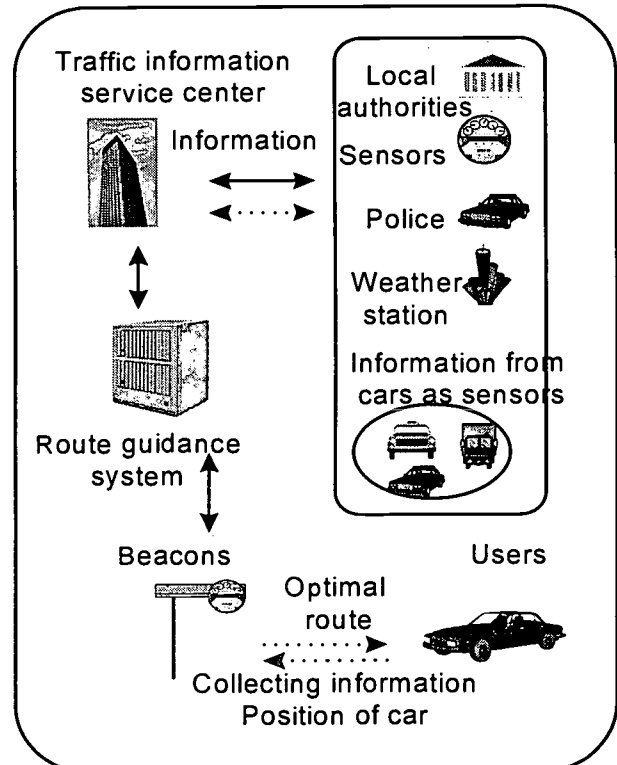 Traffic information
service center
Information
Local
authorities
Sensors
Police
Weather
station
Information from
cars as sensors
Route guidance
system
Beacons
Users
Optimal
route
Collecting information
Position of car